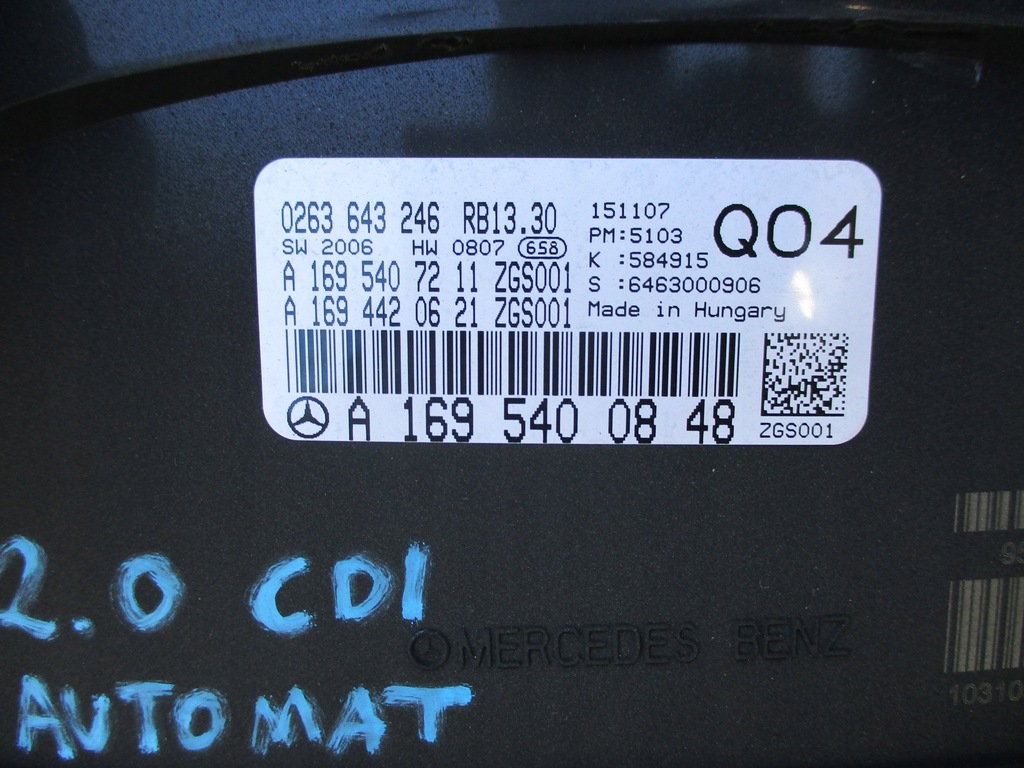 0263 643 246 RB13.30
SW 2006 HW 0807 658
A 169 540 72 11 ZGS001
A 169 442 06 21 ZGS001
151107
PM:5103
K :584915
S :6463000906
Made in Hungary
Q04
A 169 540 08 48
ZGS001
2.0 CDI
AUTOMAT
MERCEDES BENZ
10310